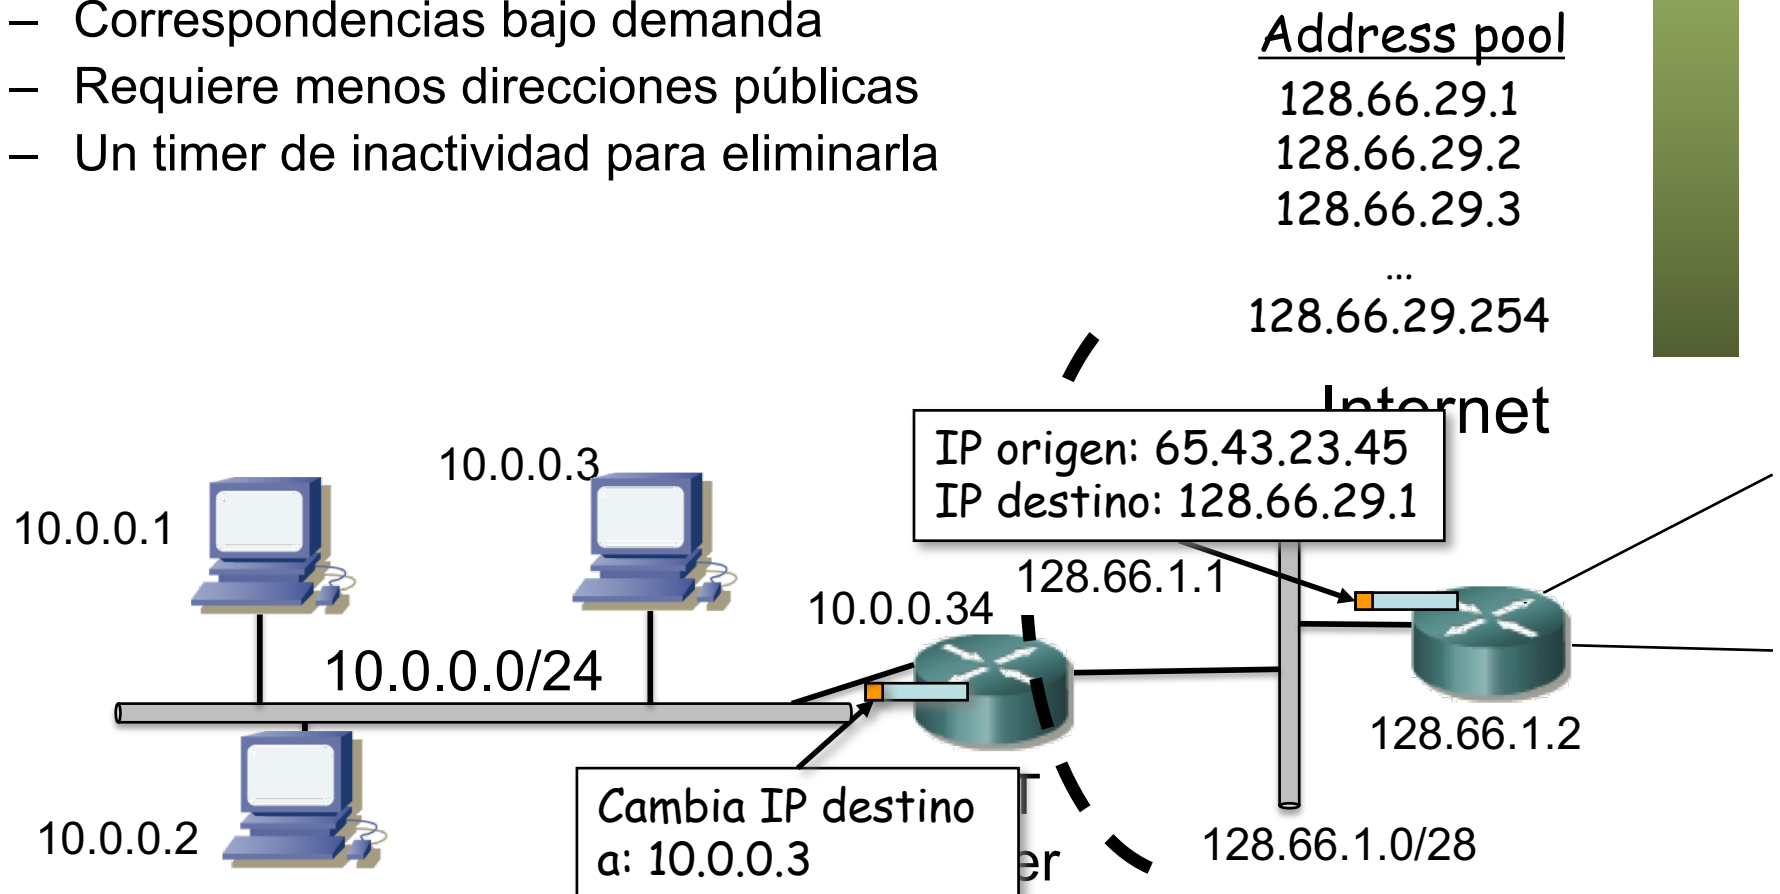 – Correspondencias bajo demanda
– Requiere menos direcciones públicas
– Un timer de inactividad para eliminarla
Address pool
128.66.29.1
128.66.29.2
128.66.29.3
...
128.66.29.254
Internet
IP origen: 65.43.23.45
IP destino: 128.66.29.1
10.0.0.3
10.0.0.1
128.66.1.1
10.0.0.34
10.0.0.0/24
128.66.1.2
Cambia IP destino
a: 10.0.0.3
10.0.0.2
128.66.1.0/28